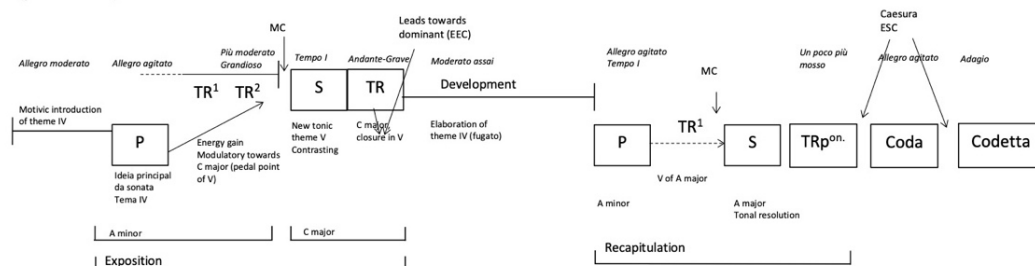 Caesura
ESC
Leads towards
dominant (EEC)
MC
Allegro moderato
Allegro agitato
Più moderato
Grandioso
Tempo I
Andante-Grave
Moderato assai
Allegro agitato
Tempo I
Un poco più
mosso
Allegro agitato
Adagio
MC
TR1 TR2
S
TR
Development
Motivic introduction
of theme IV
P
Energy gain
Modulatory towards
C major (pedal point
of V)
New tonic
theme V
Contrasting
C major
closure in V
Elaboration of
theme IV (fugato)
P
TR1
S
TRpon.
Coda
Codetta
Ideia principal
da sonata
Tema IV
V of A major
A minor
A major
Tonal resolution
A minor
C major
Exposition
Recapitulation